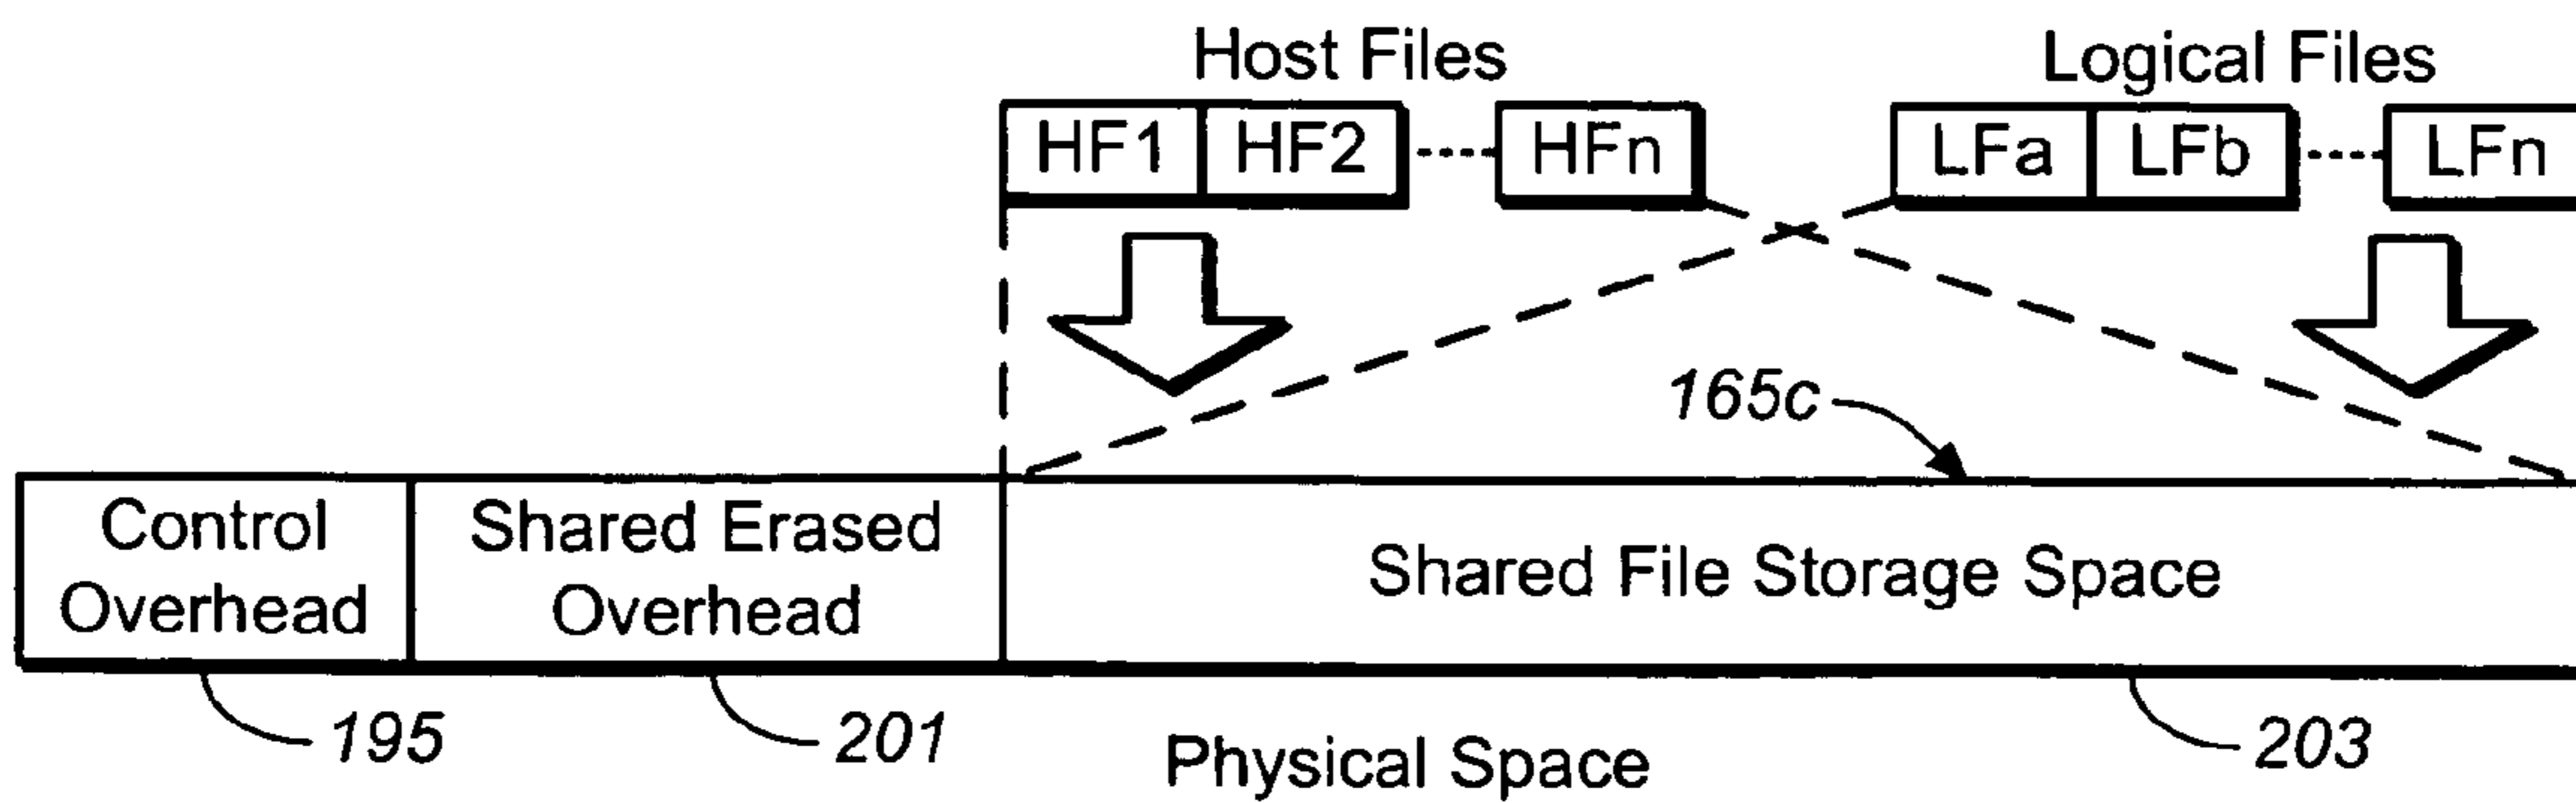 Host Files
Logical Files
HF1 HF2 HFn
LFa LFb LFn
165c
Control
Overhead
Shared Erased
Overhead
Shared File Storage Space
195
201
203
Physical Space